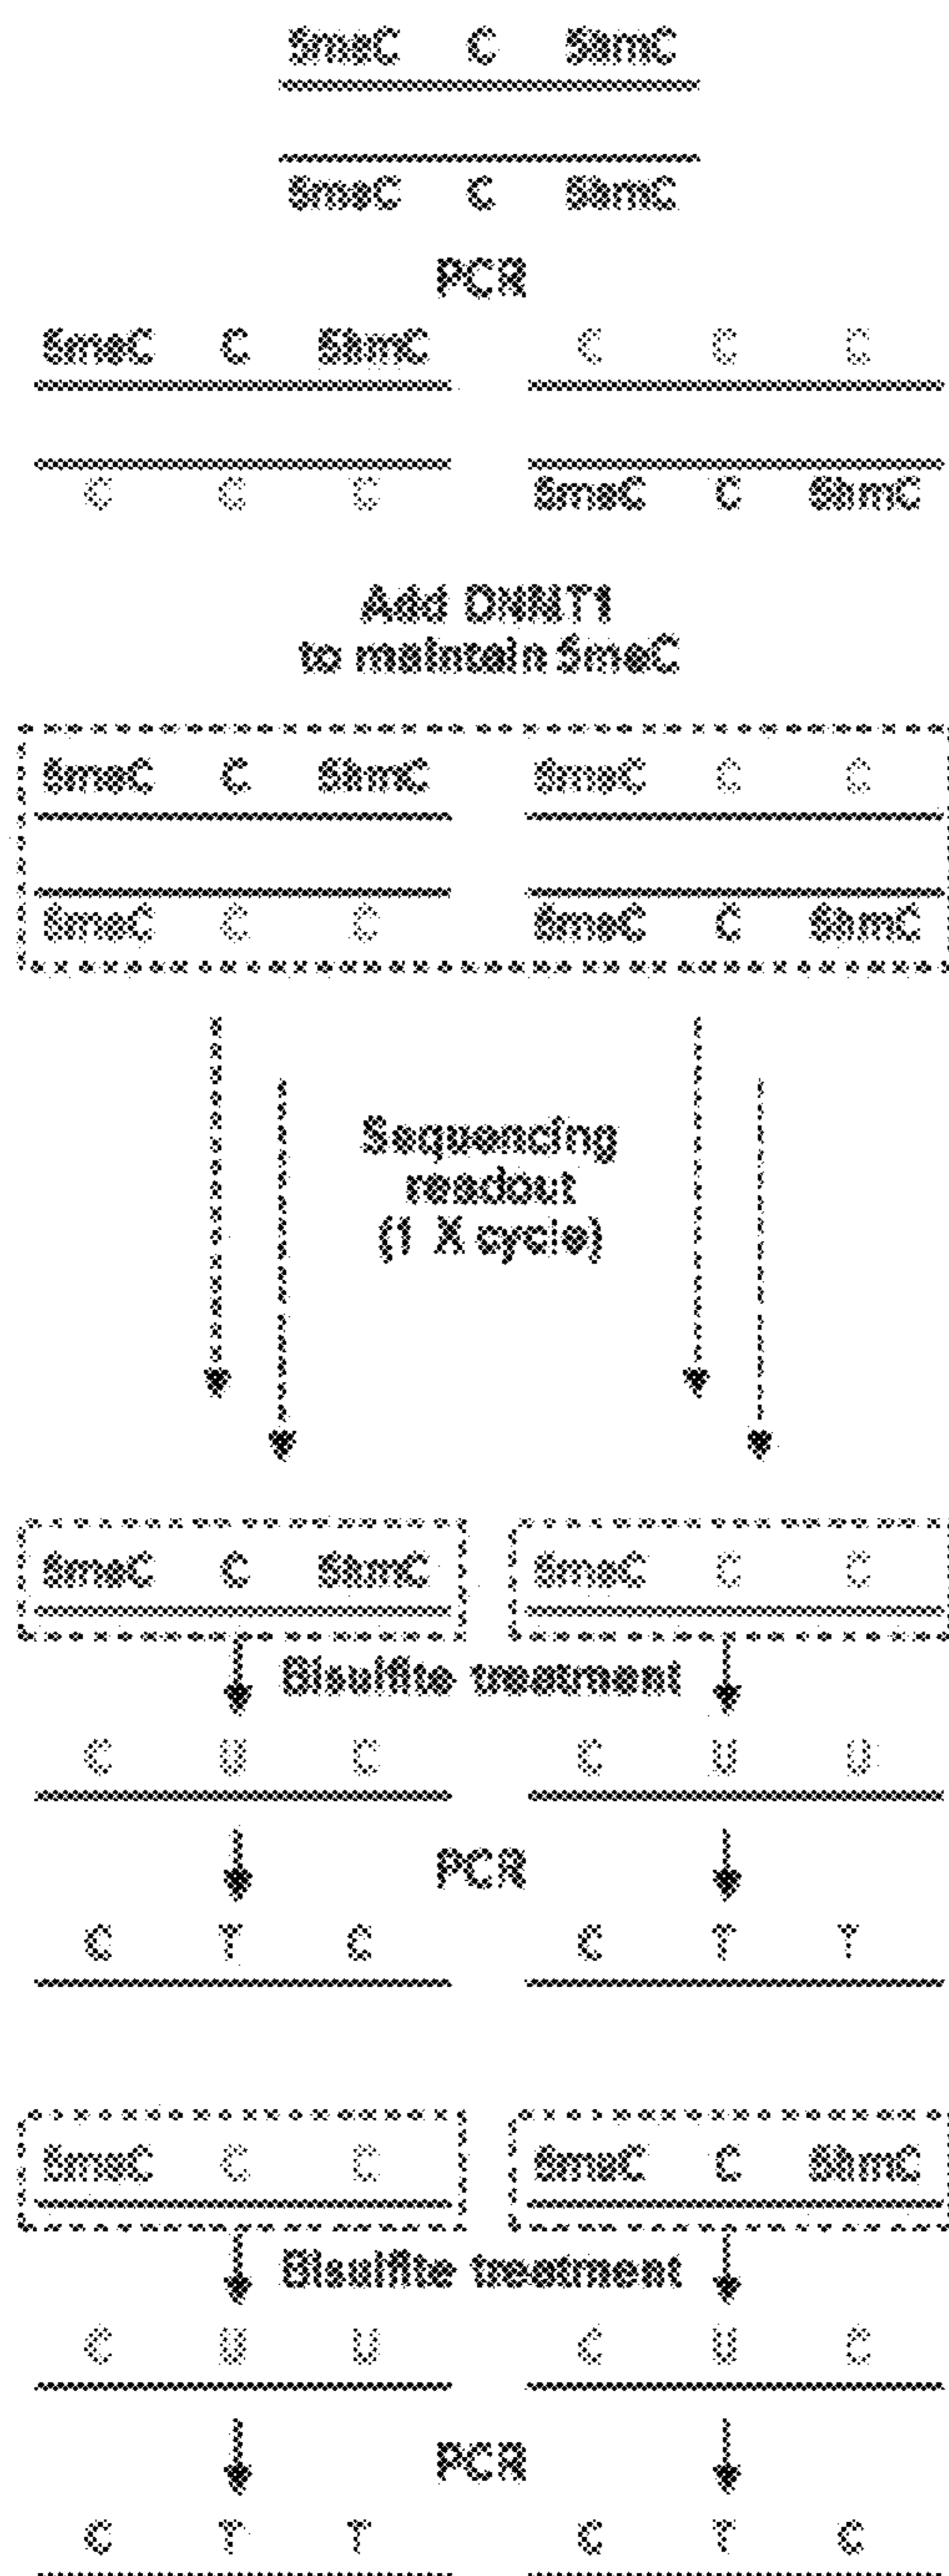 5meC C 5hmC
5meC C 5hmC
PCR
5meC C 5hmC C C C
C C C 5meC C 5hmC
Add DNMT1
to maintain 5meC
5meC C 5hmC 5meC C C
5meC C C 5meC C 5hmC
Sequencing
readout
(1 X cycle)
5meC C 5hmC 5meC C C
Bisulfite treatment
C U C C U U
PCR
C T C C T T
5meC C C 5meC C 5hmC
Bisulfite treatment
C U U C U C
PCR
C T T C T C